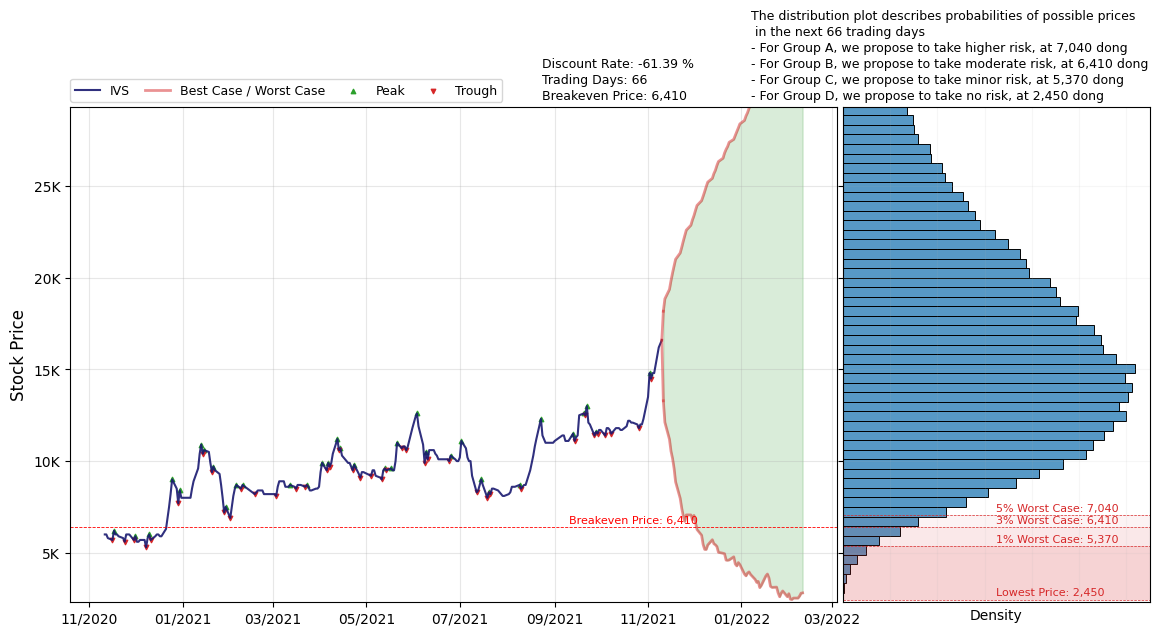 The distribution plot describes probabilities of possible prices
in the next 66 trading days
- For Group A, we propose to take higher risk, at 7,040 dong
- For Group B, we propose to take moderate risk, at 6,410 dong
- For Group C, we propose to take minor risk, at 5,370 dong
- For Group D, we propose to take no risk, at 2,450 dong
Discount Rate: -61.39 %
Trading Days: 66
Breakeven Price: 6,410
IVS Best Case / Worst Case Peak Trough
Stock Price
25K
20K
15K
10K
5K
Breakeven Price: 6,410
5% Worst Case: 7,040
3% Worst Case: 6,410
1% Worst Case: 5,370
Lowest Price: 2,450
11/2020 01/2021 03/2021 05/2021 07/2021 09/2021 11/2021 01/2022 03/2022
Density